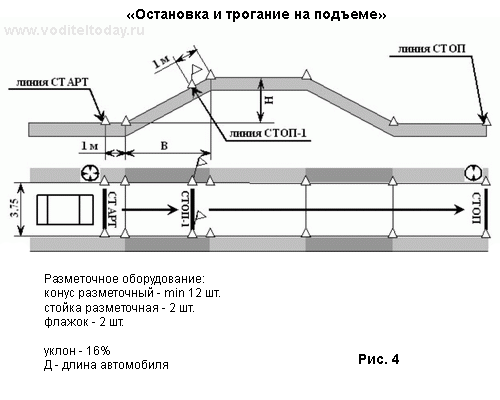 «Остановка и трогание на подъеме»
www.voditeltoday.ru
1 м
линия СТОП
линия СТАРТ
H
линия СТОП-1
1 м
В
3.75
СТАРТ
СТОП-1
СТОП
Разметочное оборудование:
конус разметочный - min 12 шт.
стойка разметочная - 2 шт.
флажок - 2 шт.
уклон - 16%
Д - длина автомобиля
Рис. 4